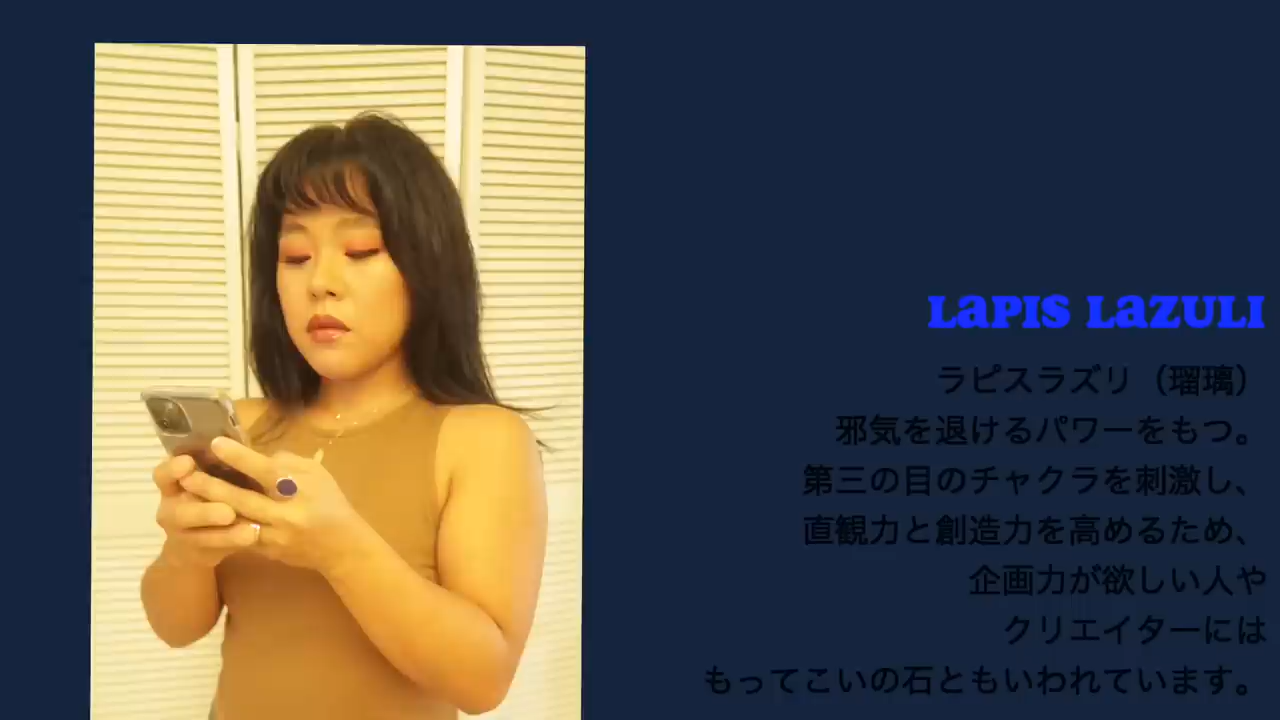 LAPIS LAZULI
ラピスラズリ（瑠璃）
邪気を退けるパワーをもつ。
第三の目のチャクラを刺激し、
直観力と創造力を高めるため、
企画力が欲しい人や
クリエイターには
もってこいの石ともいわれています。